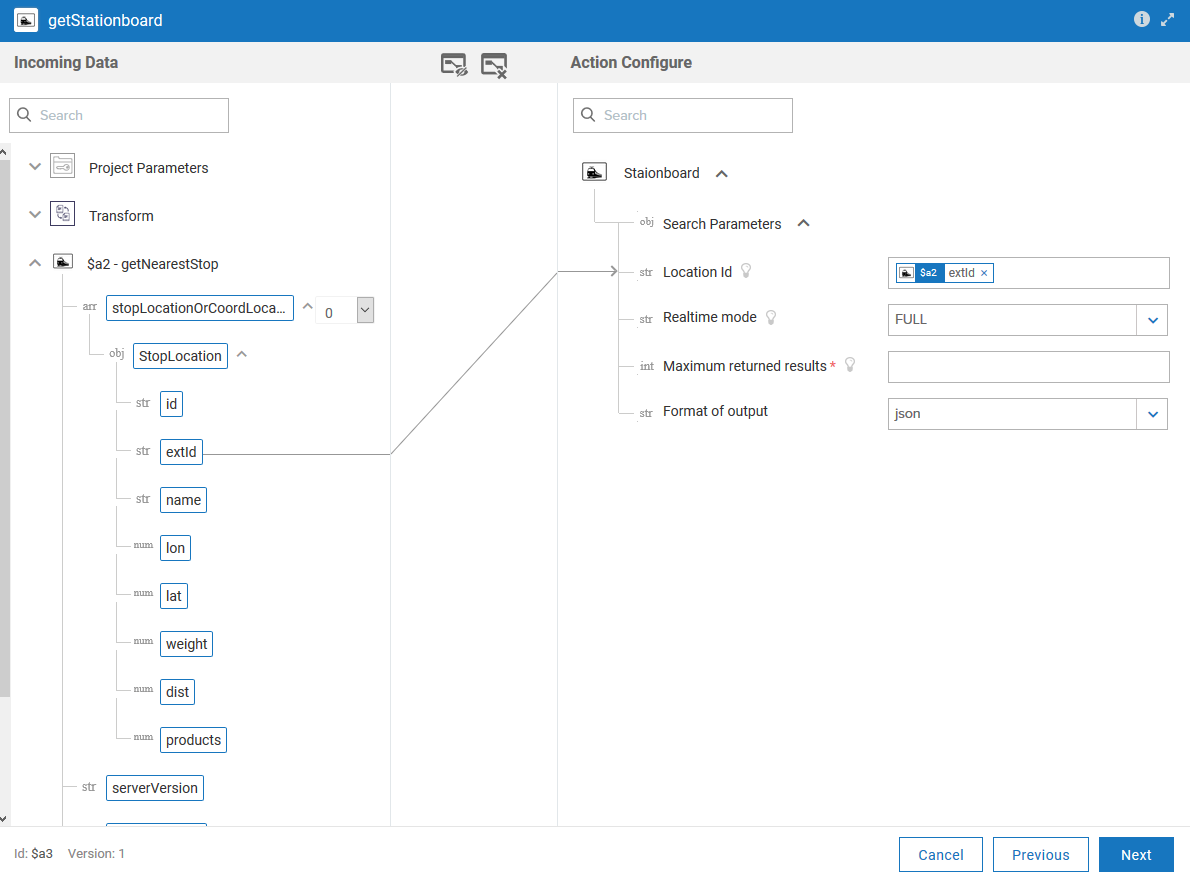 getStationboard
Incoming Data
Action Configure
Search
Search
Project Parameters
Transform
$a2 - getNearestStop
arr stopLocationOrCoordLoca... 0
obj StopLocation
str id
str extId
str name
num lon
num lat
num weight
num dist
num products
str serverVersion
Staionboard
obj Search Parameters
str Location Id $a2 extId ×
str Realtime mode FULL
int Maximum returned results *
str Format of output json
Id: $a3 Version: 1
Cancel Previous Next